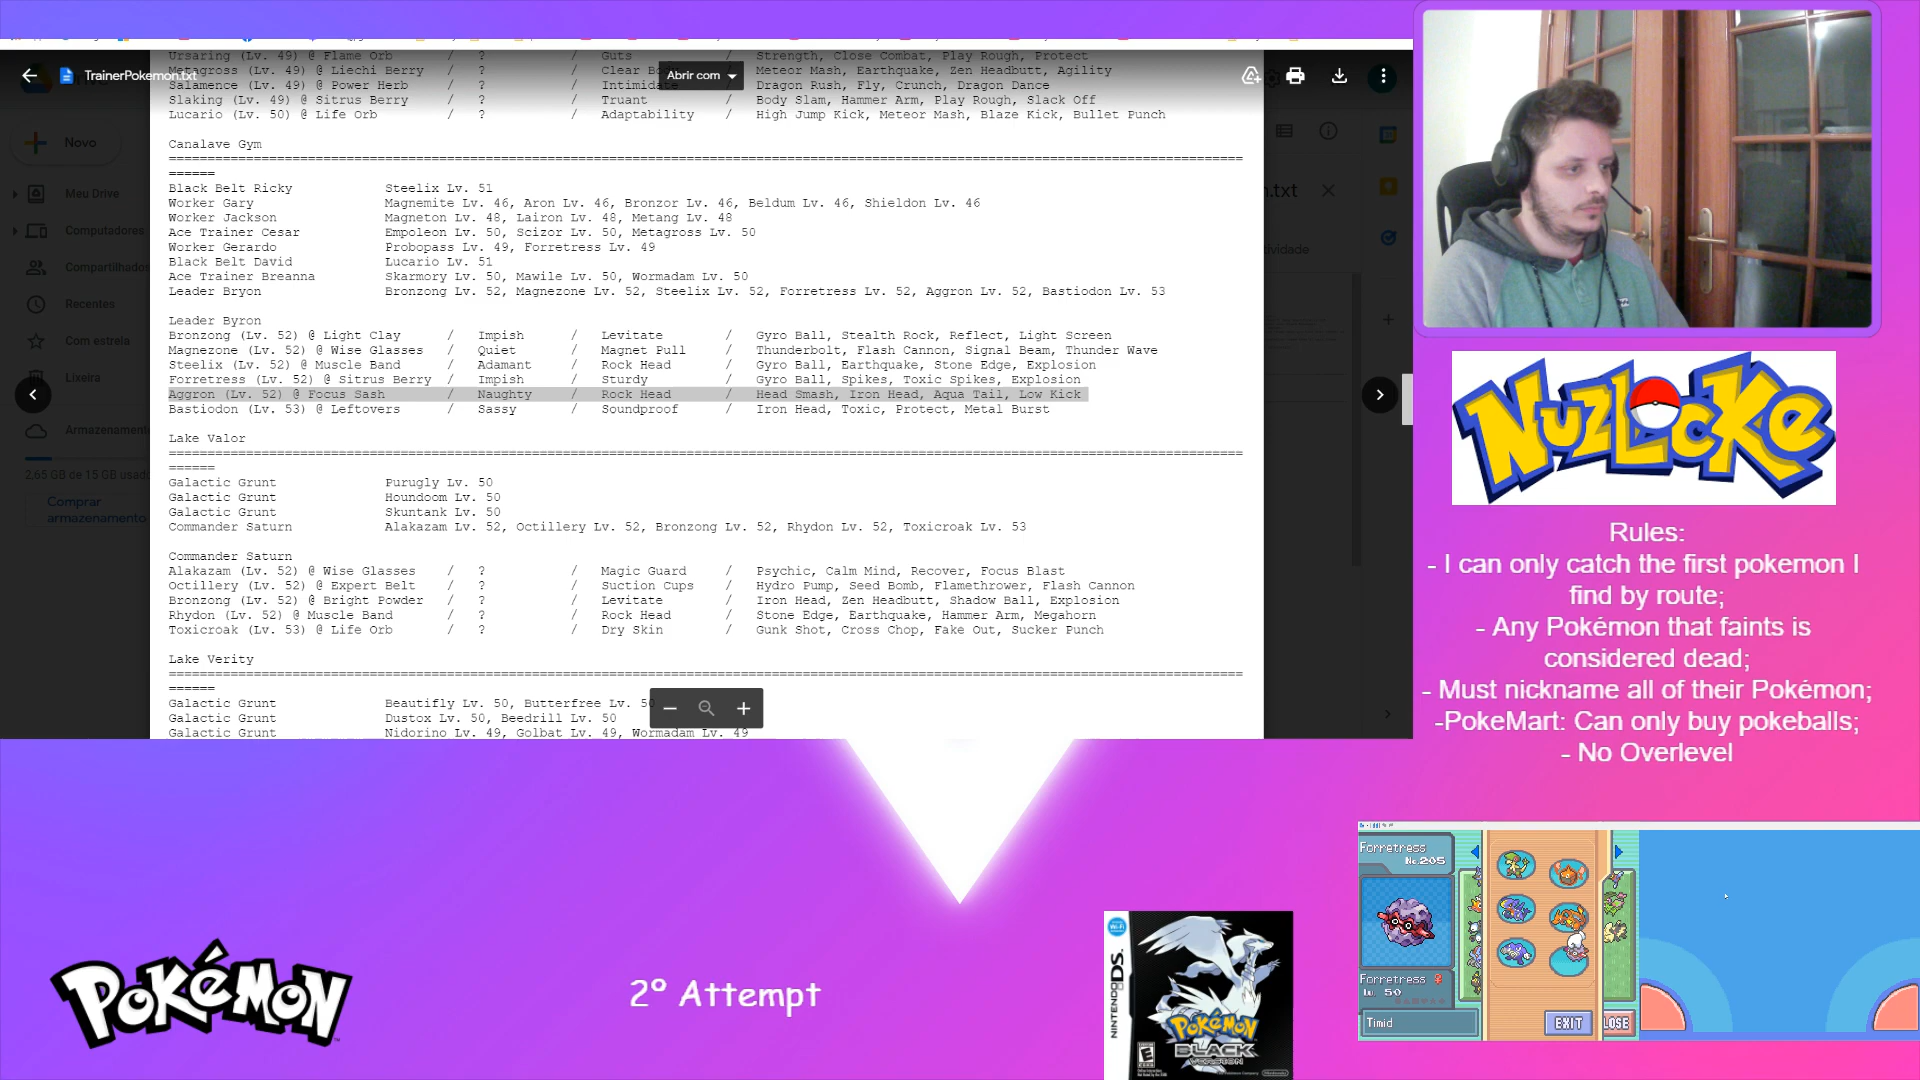 Ursaring (Lv. 49) @ Flame Orb / ? / Guts / Strength, Close Combat, Play Rough, Protect
TrainerPokemon.txt
Abrir com
Metagross (Lv. 49) @ Liechi Berry / ? / Clear Body / Meteor Mash, Earthquake, Zen Headbutt, Agility
Salamence (Lv. 49) @ Power Herb / ? / Intimidate / Dragon Rush, Fly, Crunch, Dragon Dance
Slaking (Lv. 49) @ Sitrus Berry / ? / Truant / Body Slam, Hammer Arm, Play Rough, Slack Off
Lucario (Lv. 50) @ Life Orb / ? / Adaptability / High Jump Kick, Meteor Mash, Blaze Kick, Bullet Punch
Novo
Meu Drive
Computadores
Compartilhados
Recentes
Com estrela
Lixeira
Armazenamento
2,65 GB de 15 GB usado
Comprar
armazenamento
Canalave Gym
======
Black Belt Ricky Steelix Lv. 51
Worker Gary Magnemite Lv. 46, Aron Lv. 46, Bronzor Lv. 46, Beldum Lv. 46, Shieldon Lv. 46
Worker Jackson Magneton Lv. 48, Lairon Lv. 48, Metang Lv. 48
Ace Trainer Cesar Empoleon Lv. 50, Scizor Lv. 50, Metagross Lv. 50
Worker Gerardo Probopass Lv. 49, Forretress Lv. 49
Black Belt David Lucario Lv. 51
Ace Trainer Breanna Skarmory Lv. 50, Mawile Lv. 50, Wormadam Lv. 50
Leader Bryon Bronzong Lv. 52, Magnezone Lv. 52, Steelix Lv. 52, Forretress Lv. 52, Aggron Lv. 52, Bastiodon Lv. 53
Leader Byron
Bronzong (Lv. 52) @ Light Clay / Impish / Levitate / Gyro Ball, Stealth Rock, Reflect, Light Screen
Magnezone (Lv. 52) @ Wise Glasses / Quiet / Magnet Pull / Thunderbolt, Flash Cannon, Signal Beam, Thunder Wave
Steelix (Lv. 52) @ Muscle Band / Adamant / Rock Head / Gyro Ball, Earthquake, Stone Edge, Explosion
Forretress (Lv. 52) @ Sitrus Berry / Impish / Sturdy / Gyro Ball, Spikes, Toxic Spikes, Explosion
Aggron (Lv. 52) @ Focus Sash / Naughty / Rock Head / Head Smash, Iron Head, Aqua Tail, Low Kick
Bastiodon (Lv. 53) @ Leftovers / Sassy / Soundproof / Iron Head, Toxic, Protect, Metal Burst
Lake Valor
======
Galactic Grunt Purugly Lv. 50
Galactic Grunt Houndoom Lv. 50
Galactic Grunt Skuntank Lv. 50
Commander Saturn Alakazam Lv. 52, Octillery Lv. 52, Bronzong Lv. 52, Rhydon Lv. 52, Toxicroak Lv. 53
Commander Saturn
Alakazam (Lv. 52) @ Wise Glasses / ? / Magic Guard / Psychic, Calm Mind, Recover, Focus Blast
Octillery (Lv. 52) @ Expert Belt / ? / Suction Cups / Hydro Pump, Seed Bomb, Flamethrower, Flash Cannon
Bronzong (Lv. 52) @ Bright Powder / ? / Levitate / Iron Head, Zen Headbutt, Shadow Ball, Explosion
Rhydon (Lv. 52) @ Muscle Band / ? / Rock Head / Stone Edge, Earthquake, Hammer Arm, Megahorn
Toxicroak (Lv. 53) @ Life Orb / ? / Dry Skin / Gunk Shot, Cross Chop, Fake Out, Sucker Punch
Lake Verity
======
Galactic Grunt Beautifly Lv. 50, Butterfree Lv. 50
Galactic Grunt Dustox Lv. 50, Beedrill Lv. 50
Galactic Grunt Nidorino Lv. 49, Golbat Lv. 49, Wormadam Lv. 49
NUZLOCKE
Rules:
- I can only catch the first pokemon I
find by route;
- Any Pokémon that faints is
considered dead;
- Must nickname all of their Pokémon;
-PokeMart: Can only buy pokeballs;
- No Overlevel
POKÉMON
2º Attempt
NINTENDO DS
POKÉMON
BLACK
VERSION
Forretress
No.205
Forretress
Lv. 50
Timid
EXIT
LOSE